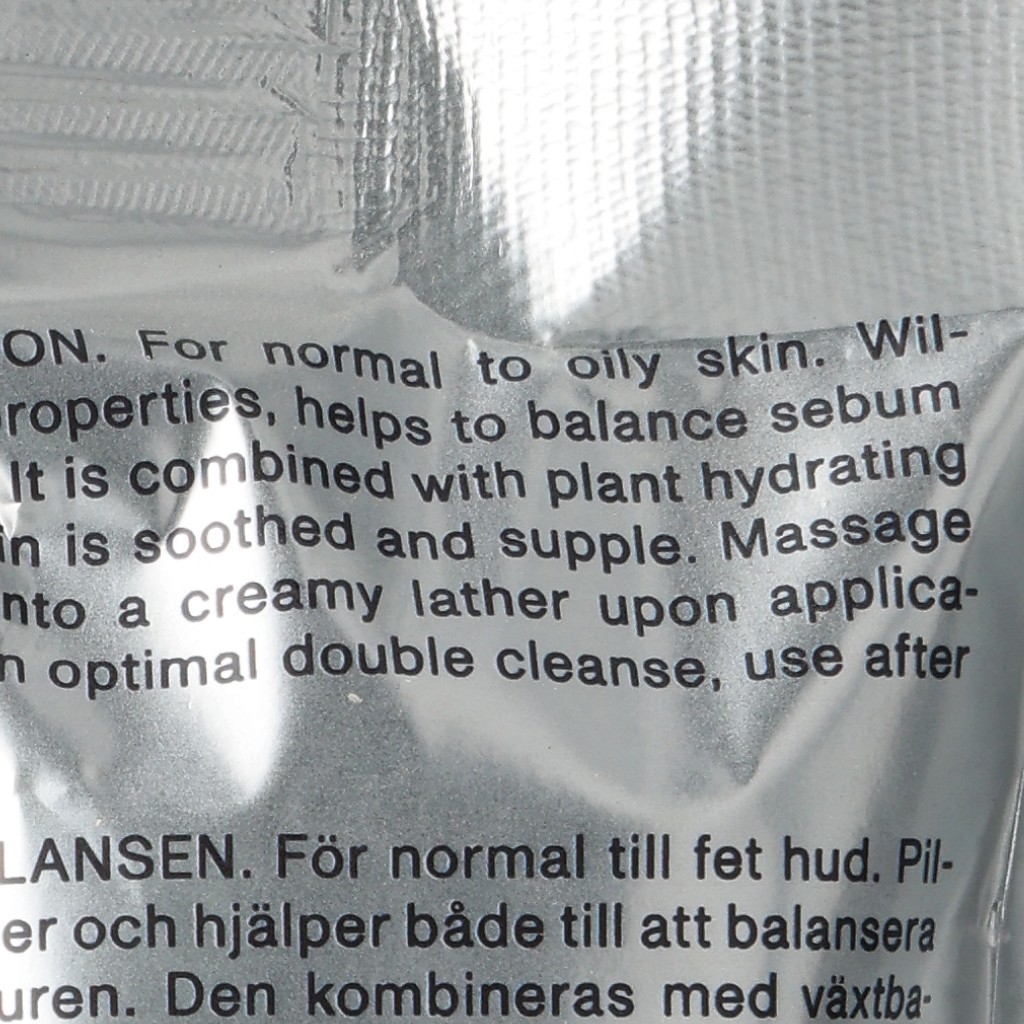 ON. For normal to oily skin. Wil-
roperties, helps to balance sebum
It is combined with plant hydrating
in is soothed and supple. Massage
nto a creamy lather upon applica-
n optimal double cleanse, use after
LANSEN. För normal till fet hud. Pil-
er och hjälper både till att balansera
uren. Den kombineras med växtba-